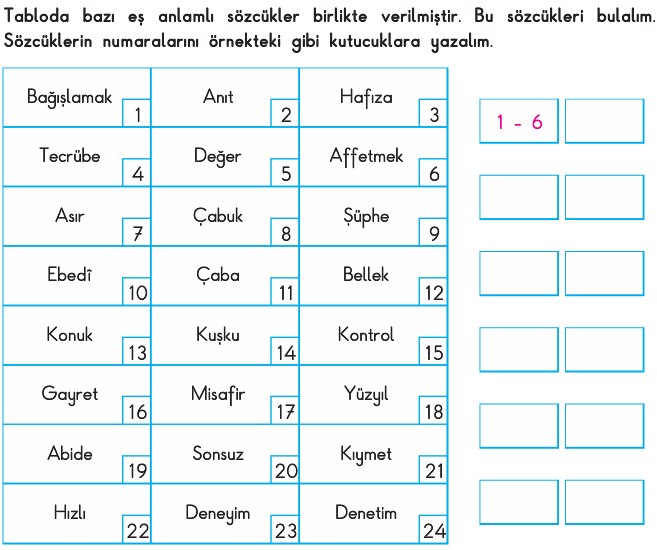 Tabloda bazı eş anlamlı sözcükler birlikte verilmiştir. Bu sözcükleri bulalım.
Sözcüklerin numaralarını örnekteki gibi kutucuklara yazalım.
Bağışlamak 1 Anıt 2 Hafıza 3
1 - 6
Tecrübe 4 Değer 5 Affetmek 6
Asır 7 Çabuk 8 Şüphe 9
Ebedî 10 Çaba 11 Bellek 12
Konuk 13 Kuşku 14 Kontrol 15
Gayret 16 Misafir 17 Yüzyıl 18
Abide 19 Sonsuz 20 Kıymet 21
Hızlı 22 Deneyim 23 Denetim 24